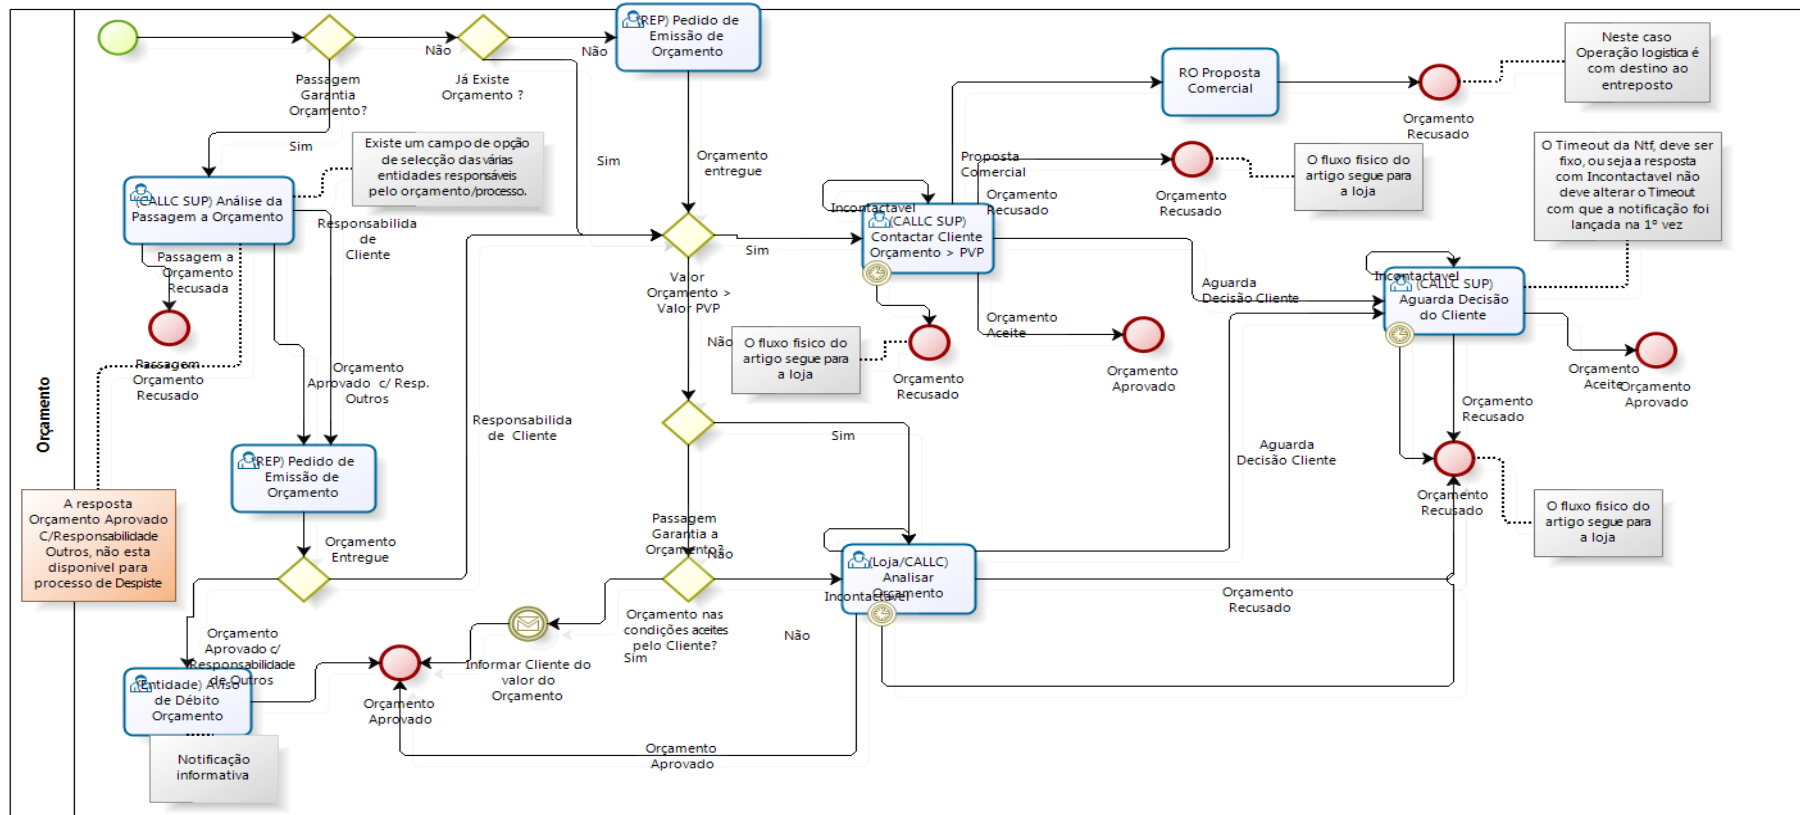 Orçamento
Passagem
Garantia
Orçamento?
Não
Já Existe
Orçamento ?
Não
(REP) Pedido de
Emissão de
Orçamento
Sim
Sim
Orçamento
entregue
Existe um campo de opção
de selecção das várias
entidades responsáveis
pelo orçamento/processo.
(CALLC SUP) Análise da
Passagem a Orçamento
Responsabilida
de
Cliente
Passagem a
Orçamento
Recusada
Passagem
Orçamento
Recusado
Orçamento
Aprovado c/ Resp.
Outros
(REP) Pedido de
Emissão de
Orçamento
A resposta
Orçamento Aprovado
C/Responsabilidade
Outros, não esta
disponivel para
processo de Despiste
Orçamento
Entregue
Responsabilida
de Cliente
Orçamento
Aprovado c/
Responsabilidade
de Outros
(Entidade) Aviso
de Débito
Orçamento
Notificação
informativa
Orçamento
Aprovado
Informar Cliente do
valor do
Orçamento
Valor
Orçamento >
Valor PVP
Sim
Não
Passagem
Garantia a
Orçamento?
Sim
Não
Orçamento nas
condições aceites
pelo Cliente?
Sim
Não
Orçamento
Aprovado
Incontactavel
(CALLC SUP)
Contactar Cliente
Orçamento > PVP
Proposta
Comercial
RO Proposta
Comercial
Orçamento
Recusado
Neste caso
Operação logistica é
com destino ao
entreposto
Orçamento
Recusado
Orçamento
Recusado
O fluxo fisico do
artigo segue para
a loja
O Timeout da Ntf, deve ser
fixo, ou seja a resposta
com Incontactavel não
deve alterar o Timeout
com que a notificação foi
lançada na 1º vez
Aguarda
Decisão Cliente
Orçamento
Aceite
Orçamento
Aprovado
O fluxo fisico do
artigo segue para
a loja
Orçamento
Recusado
Incontactavel
(CALLC SUP)
Aguarda Decisão
do Cliente
Orçamento
Aceite
Orçamento
Aprovado
Orçamento
Recusado
Orçamento
Recusado
O fluxo fisico do
artigo segue para
a loja
Aguarda
Decisão Cliente
(Loja/CALLC)
Analisar
Orçamento
Incontactavel
Orçamento
Recusado